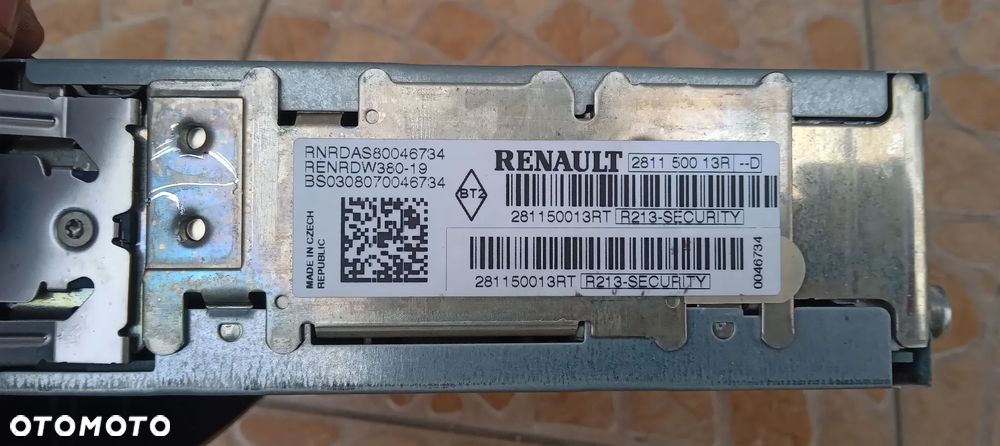 RNRDAS80046734
RENRDW380-19
BS0308070046734
MADE IN CZECH
REPUBLIC
RENAULT
2811 500 13R --D
BT2
281150013RT R213-SECURITY
281150013RT R213-SECURITY
0046734
OTOMOTO